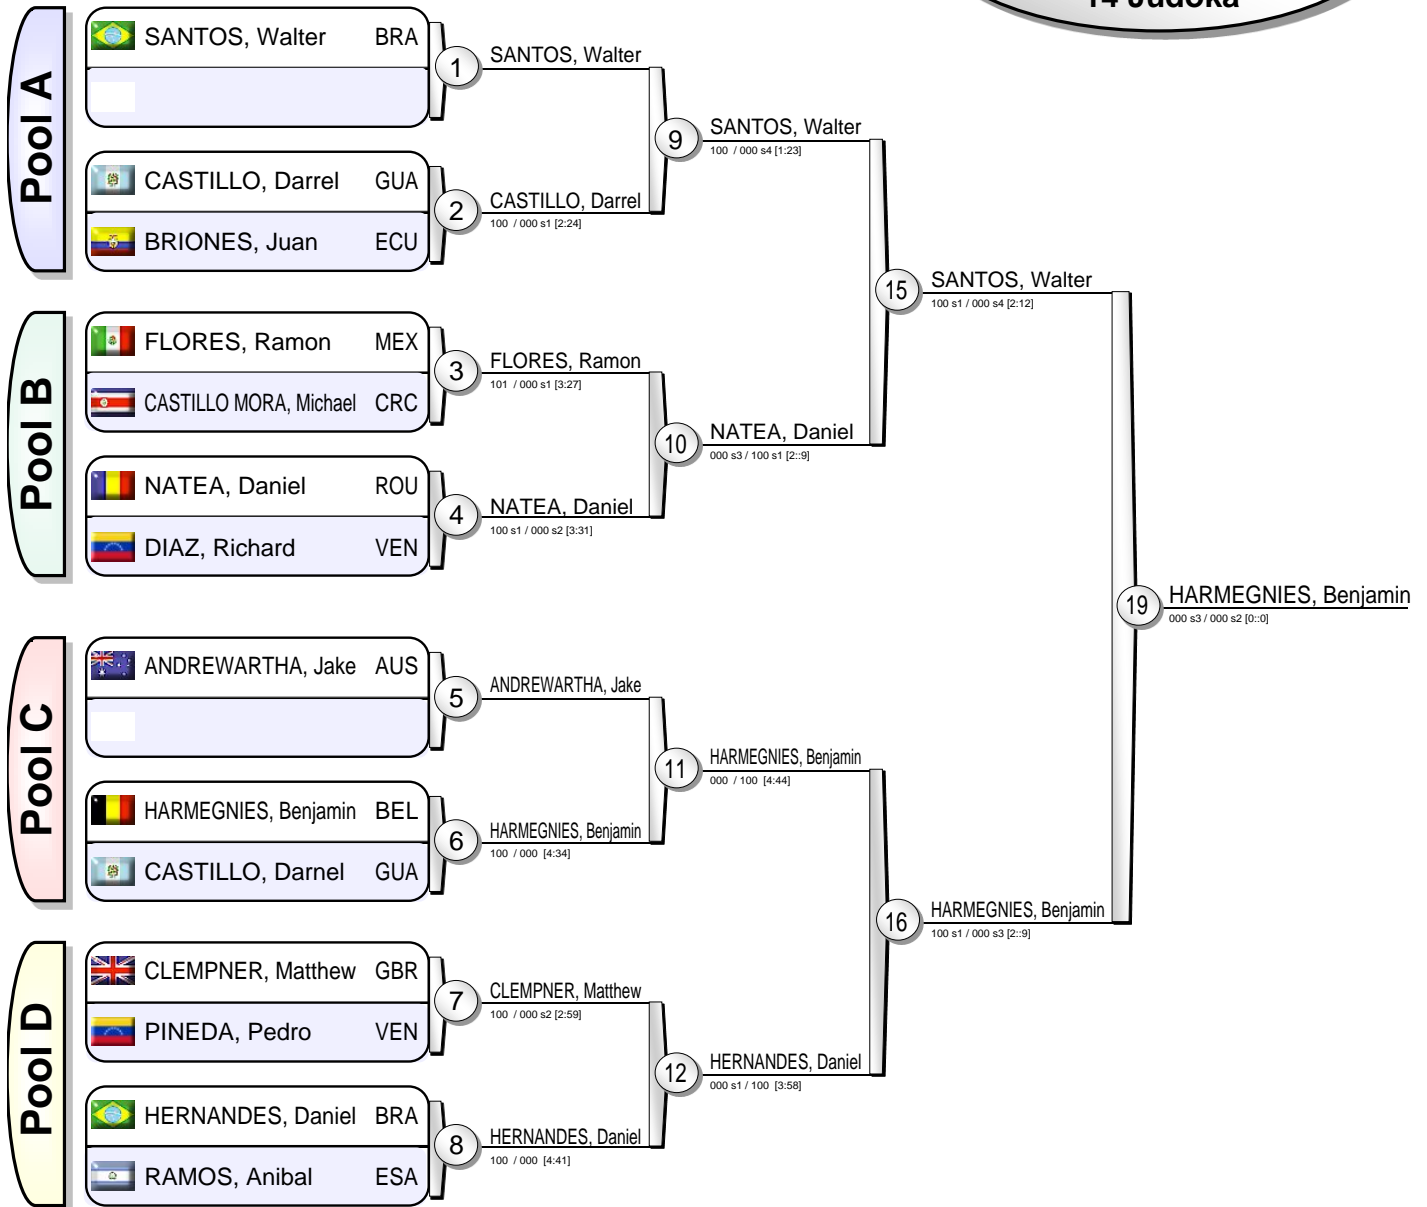 14 Judoka
Pool A
SANTOS, Walter BRA
CASTILLO, Darrel GUA
BRIONES, Juan ECU
Pool B
FLORES, Ramon MEX
CASTILLO MORA, Michael CRC
NATEA, Daniel ROU
DIAZ, Richard VEN
Pool C
ANDREWARTHA, Jake AUS
HARMEGNIES, Benjamin BEL
CASTILLO, Darnel GUA
Pool D
CLEMPNER, Matthew GBR
PINEDA, Pedro VEN
HERNANDES, Daniel BRA
RAMOS, Anibal ESA
1 SANTOS, Walter
2 CASTILLO, Darrel
100 / 000 s1 [2:24]
3 FLORES, Ramon
101 / 000 s1 [3:27]
4 NATEA, Daniel
100 s1 / 000 s2 [3:31]
5 ANDREWARTHA, Jake
6 HARMEGNIES, Benjamin
100 / 000 [4:34]
7 CLEMPNER, Matthew
100 / 000 s2 [2:59]
8 HERNANDES, Daniel
100 / 000 [4:41]
9 SANTOS, Walter
100 / 000 s4 [1:23]
10 NATEA, Daniel
000 s3 / 100 s1 [2::9]
11 HARMEGNIES, Benjamin
000 / 100 [4:44]
12 HERNANDES, Daniel
000 s1 / 100 [3:58]
15 SANTOS, Walter
100 s1 / 000 s4 [2:12]
16 HARMEGNIES, Benjamin
100 s1 / 000 s3 [2::9]
19 HARMEGNIES, Benjamin
000 s3 / 000 s2 [0::0]